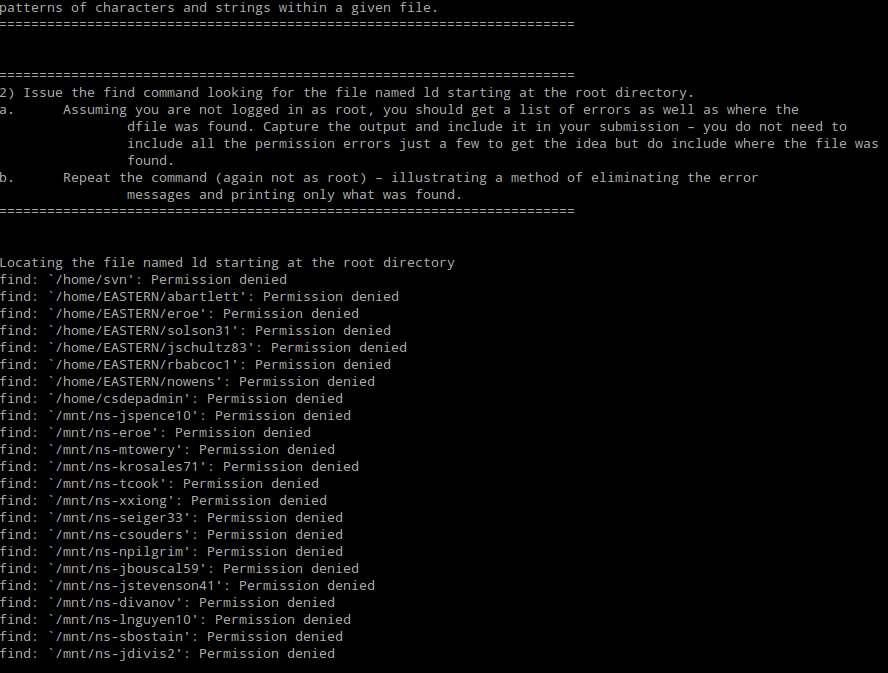 patterns of characters and strings within a given file.
========================================================================
========================================================================
2) Issue the find command looking for the file named ld starting at the root directory.
a.      Assuming you are not logged in as root, you should get a list of errors as well as where the
                dfile was found. Capture the output and include it in your submission – you do not need to
                include all the permission errors just a few to get the idea but do include where the file was
                found.
b.      Repeat the command (again not as root) – illustrating a method of eliminating the error
                messages and printing only what was found.
========================================================================
Locating the file named ld starting at the root directory
find: `/home/svn': Permission denied
find: `/home/EASTERN/abartlett': Permission denied
find: `/home/EASTERN/eroe': Permission denied
find: `/home/EASTERN/solson31': Permission denied
find: `/home/EASTERN/jschultz83': Permission denied
find: `/home/EASTERN/rbabcoc1': Permission denied
find: `/home/EASTERN/nowens': Permission denied
find: `/home/csdepadmin': Permission denied
find: `/mnt/ns-jspence10': Permission denied
find: `/mnt/ns-eroe': Permission denied
find: `/mnt/ns-mtowery': Permission denied
find: `/mnt/ns-krosales71': Permission denied
find: `/mnt/ns-tcook': Permission denied
find: `/mnt/ns-xxiong': Permission denied
find: `/mnt/ns-seiger33': Permission denied
find: `/mnt/ns-csouders': Permission denied
find: `/mnt/ns-npilgrim': Permission denied
find: `/mnt/ns-jbouscal59': Permission denied
find: `/mnt/ns-jstevenson41': Permission denied
find: `/mnt/ns-divanov': Permission denied
find: `/mnt/ns-lnguyen10': Permission denied
find: `/mnt/ns-sbostain': Permission denied
find: `/mnt/ns-jdivis2': Permission denied